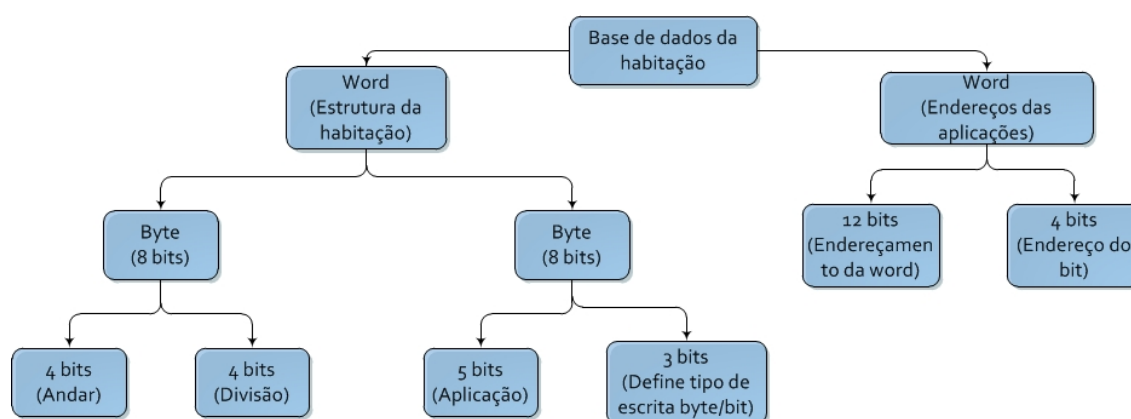 Base de dados da
habitação
Word
(Estrutura da
habitação)
Word
(Endereços das
aplicações)
Byte
(8 bits)
Byte
(8 bits)
12 bits
(Endereçamen
to da word)
4 bits
(Endereço do
bit)
4 bits
(Andar)
4 bits
(Divisão)
5 bits
(Aplicação)
3 bits
(Define tipo de
escrita byte/bit)